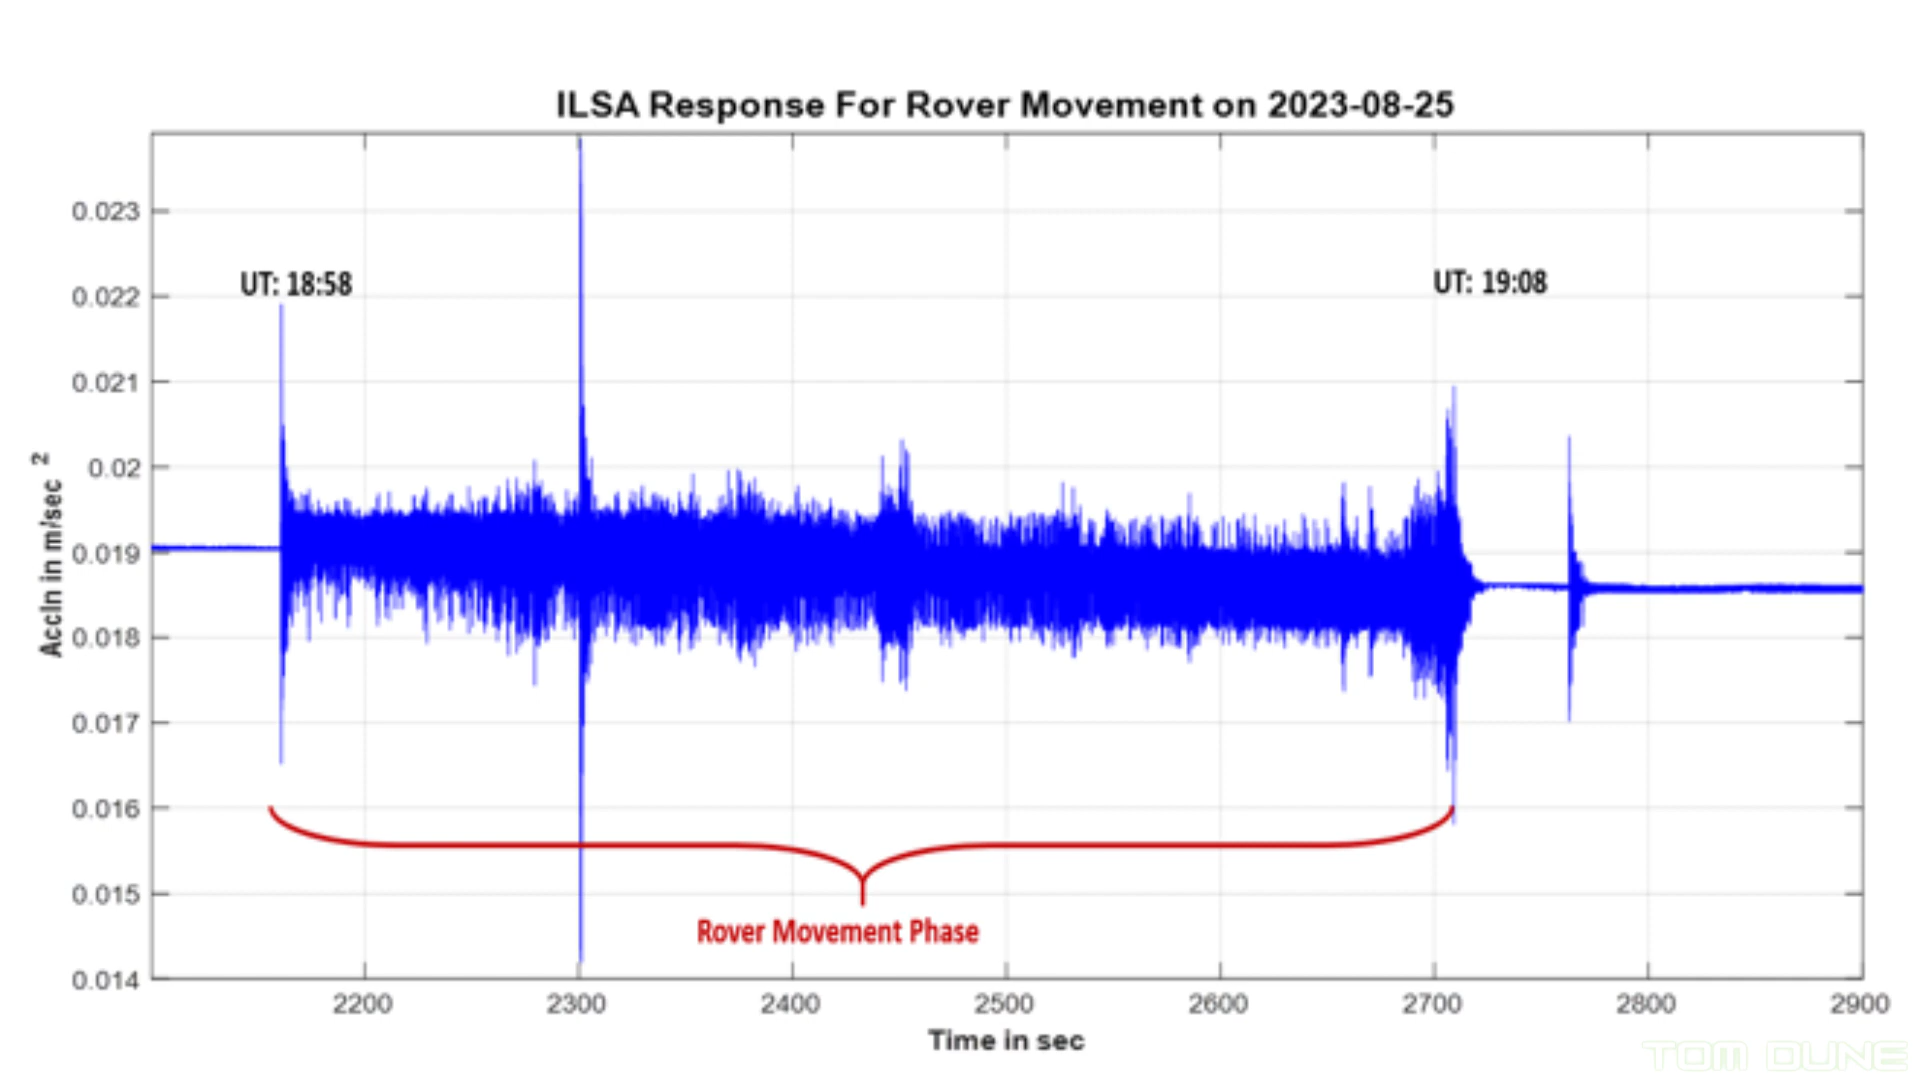 ILSA Response For Rover Movement on 2023-08-25
0.023
UT: 18:58
UT: 19:08
0.022
0.021
0.02
0.019
0.018
0.017
0.016
0.015
0.014
Accln in m/sec 2
Rover Movement Phase
2200 2300 2400 2500 2600 2700 2800 2900
Time in sec
TOM DUNE